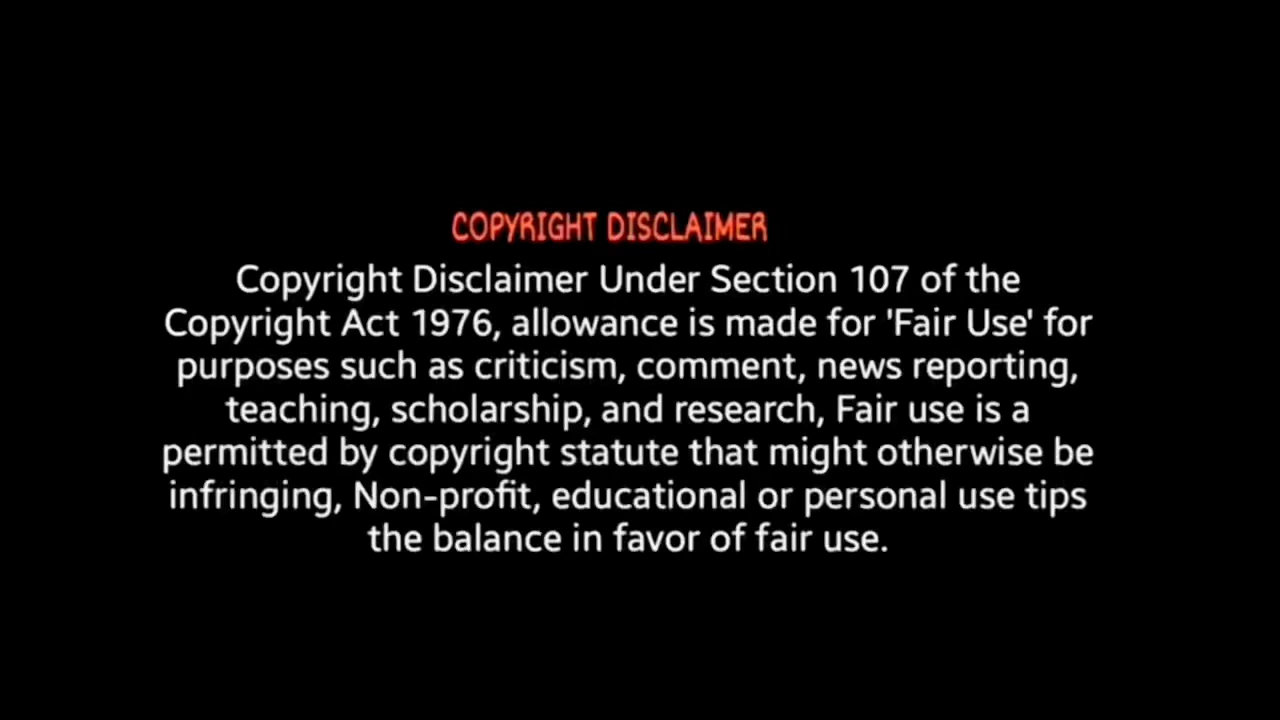 COPYRIGHT DISCLAIMER
Copyright Disclaimer Under Section 107 of the
Copyright Act 1976, allowance is made for 'Fair Use' for
purposes such as criticism, comment, news reporting,
teaching, scholarship, and research, Fair use is a
permitted by copyright statute that might otherwise be
infringing, Non-profit, educational or personal use tips
the balance in favor of fair use.